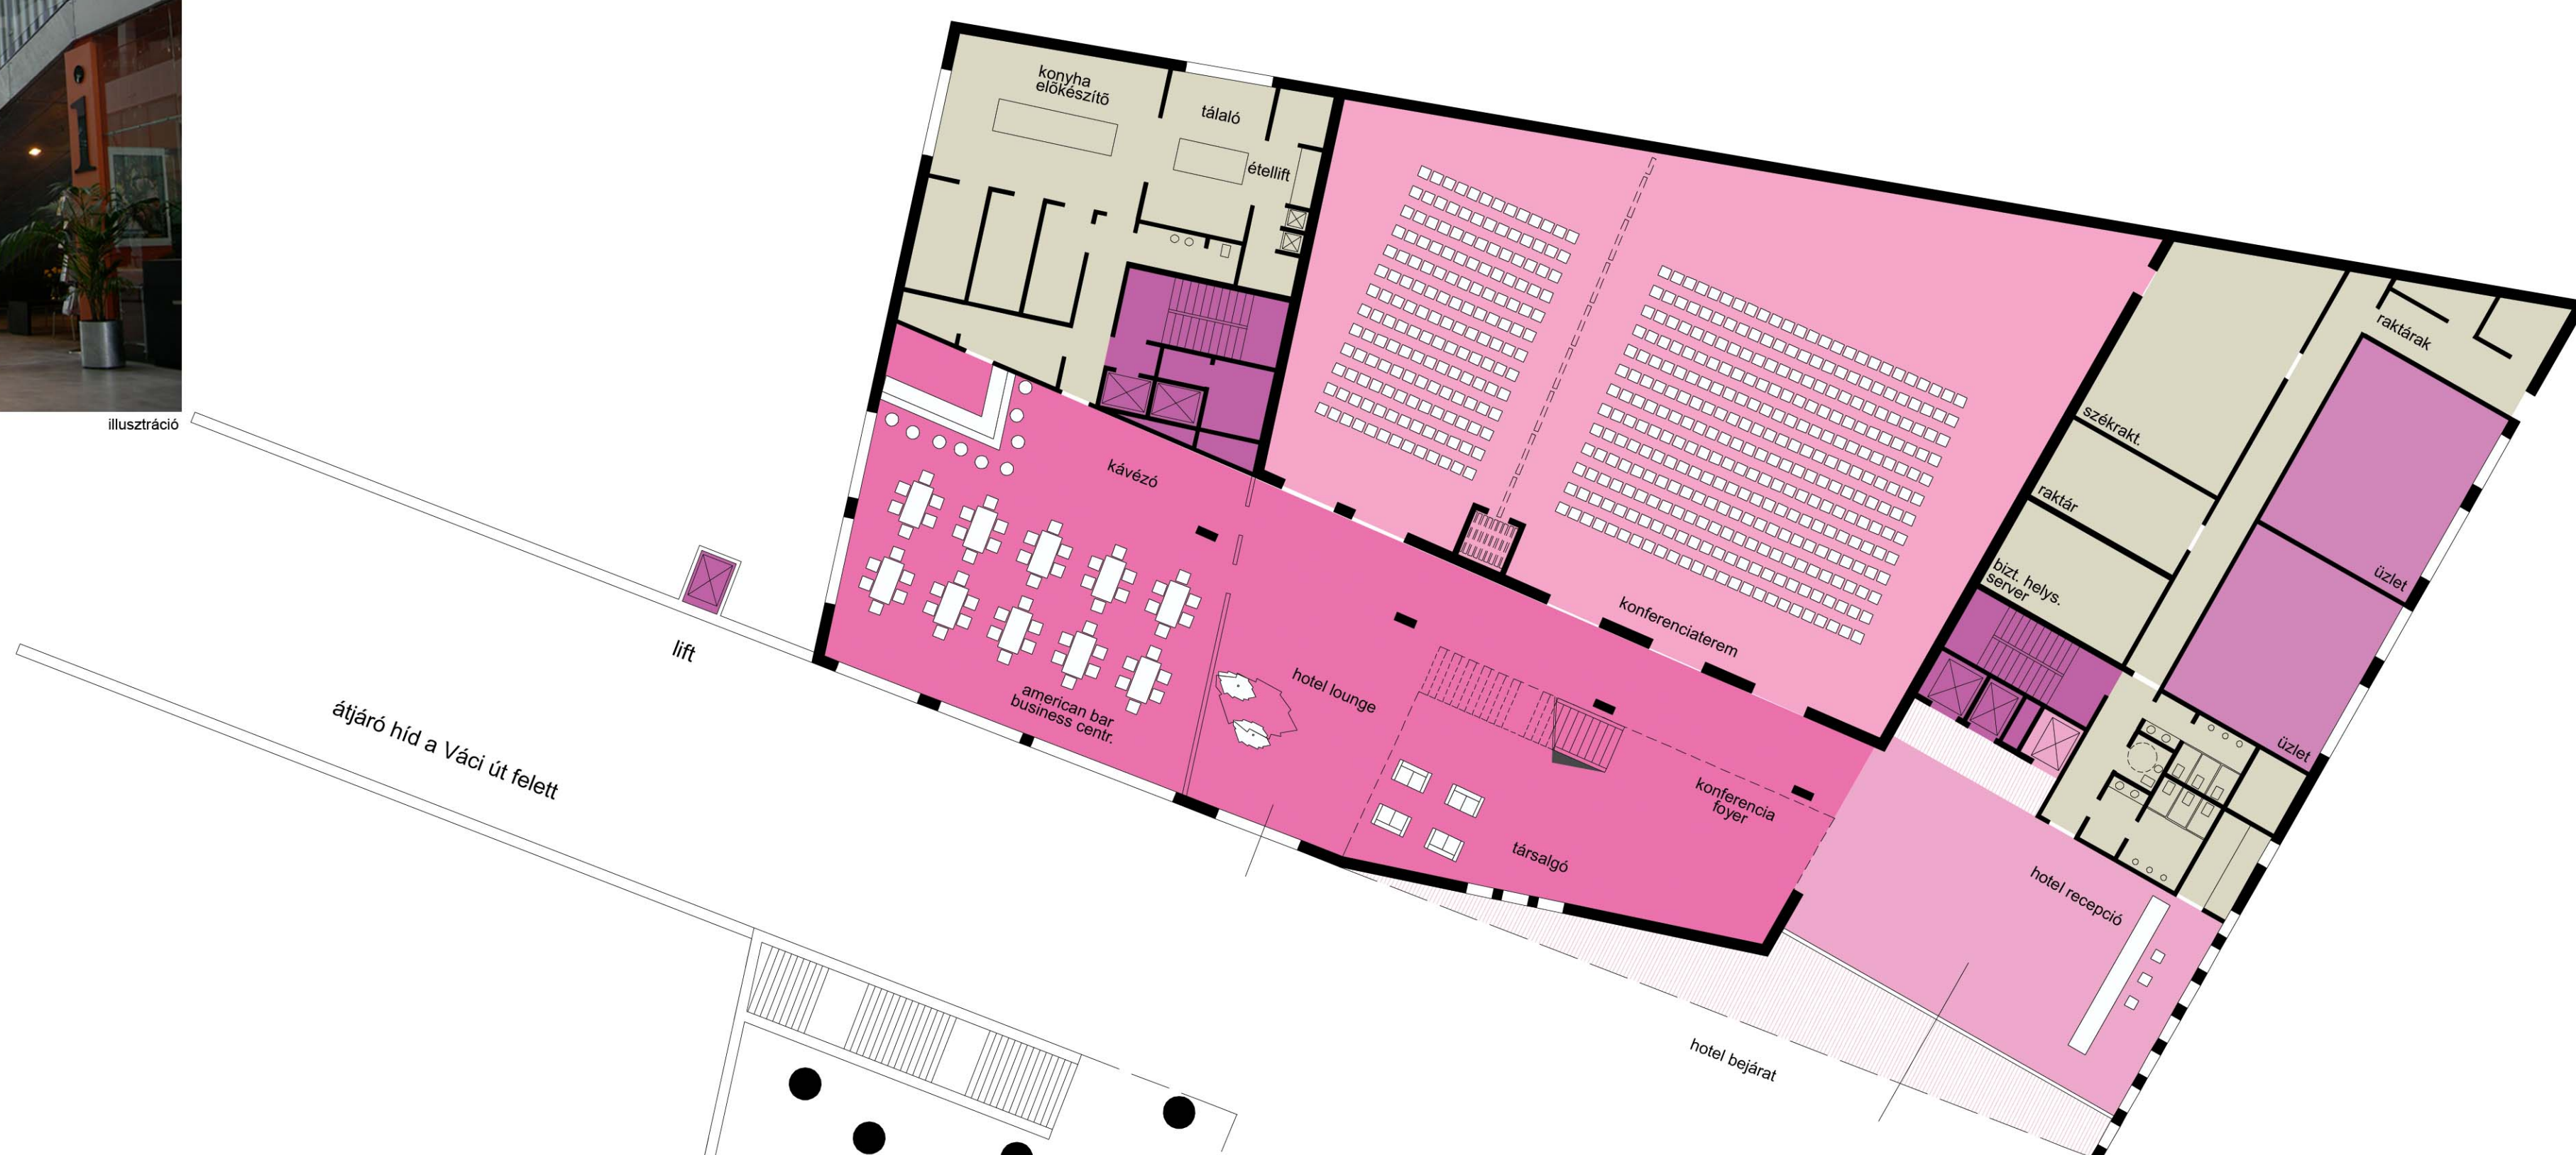 i
illusztráció
konyha
elõkészítõ
tálaló
étellift
kávézó
american bar
business centr.
hotel lounge
konferenciaterem
konferencia
foyer
társalgó
székrakt.
raktár
bizt. helys.
server
raktárak
üzlet
üzlet
hotel recepció
hotel bejárat
lift
átjáró híd a Váci út felett